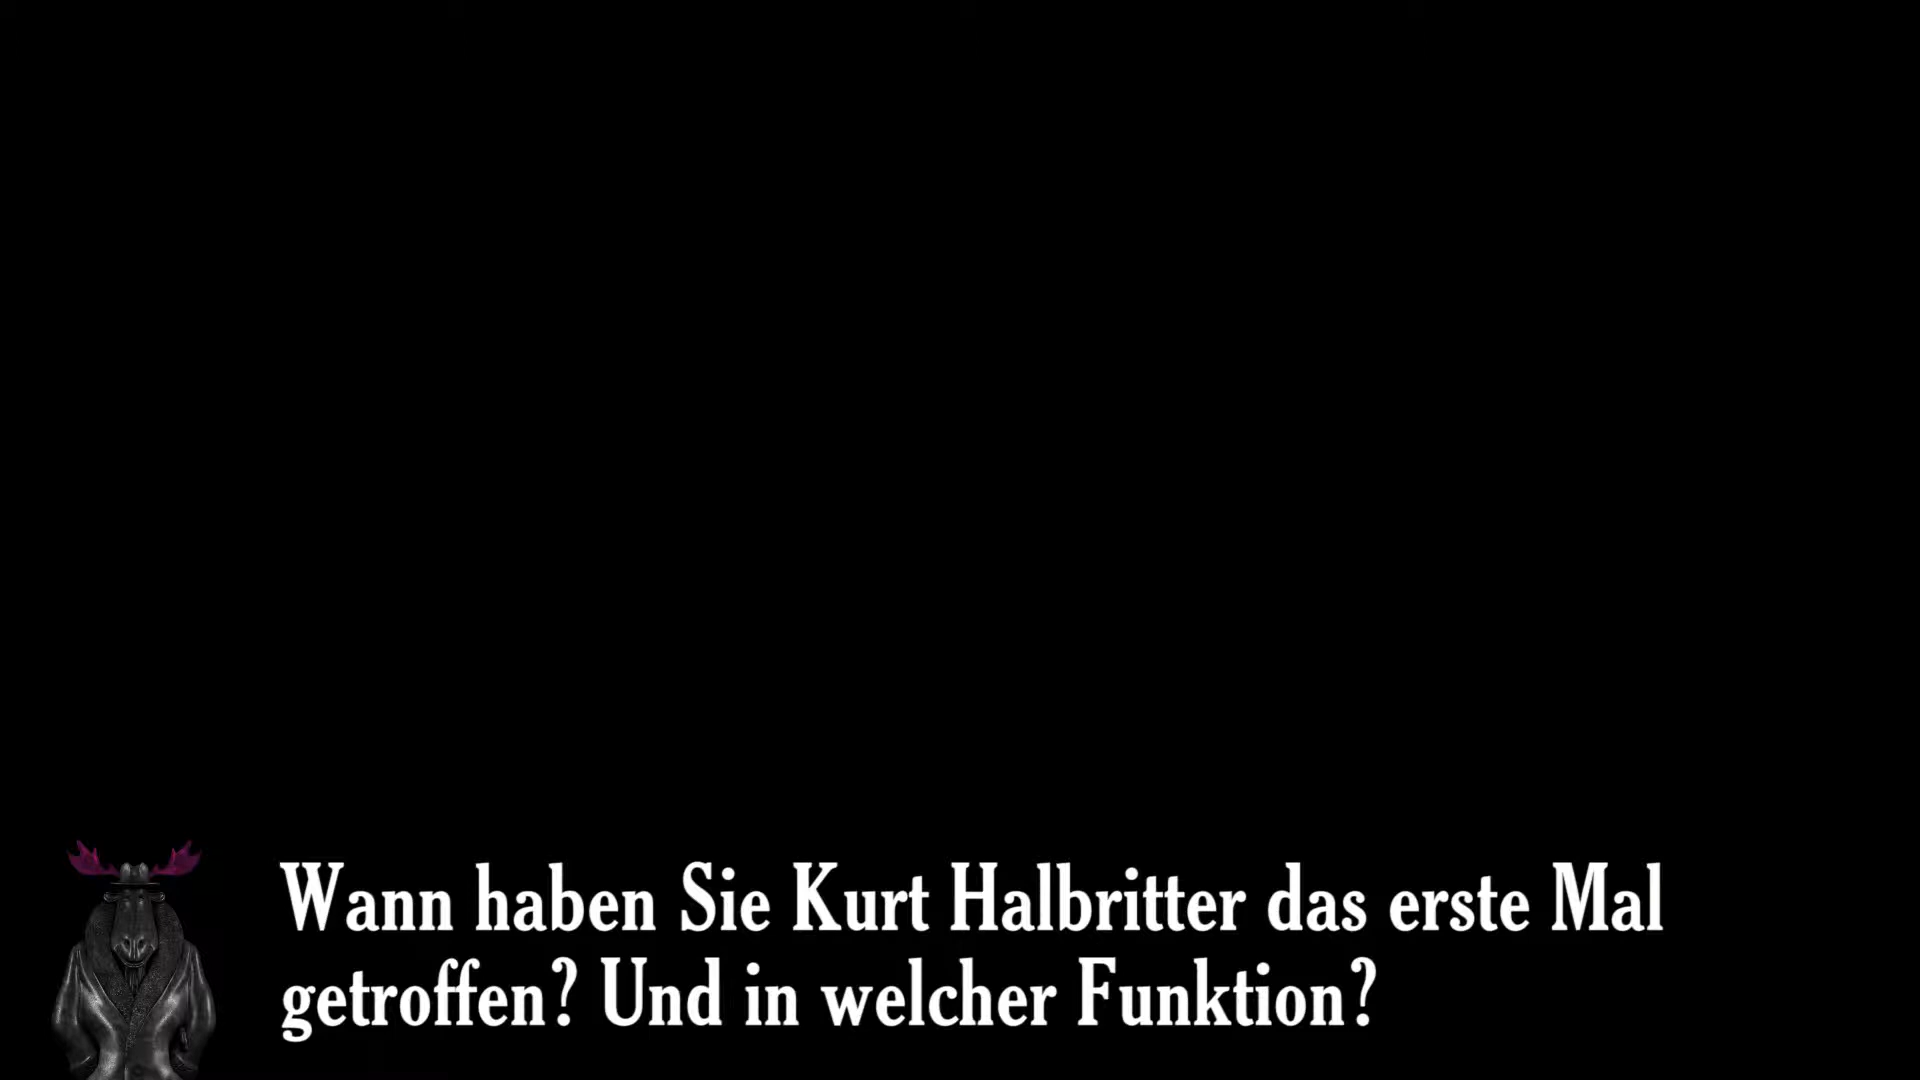 Wann haben Sie Kurt Halbritter das erste Mal
getroffen? Und in welcher Funktion?